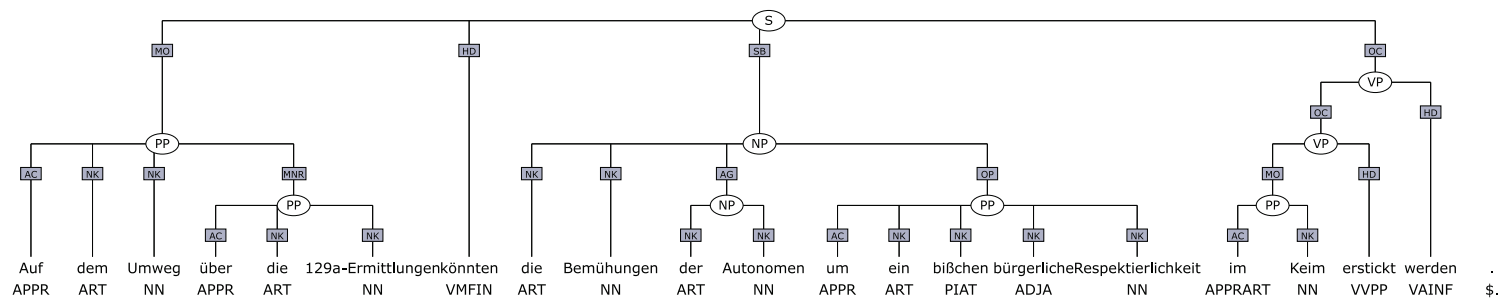 S
MO HD SB OC
VP
OC HD
PP NP VP
AC NK NK MNR NK NK AG OP MO HD
PP NP PP PP
AC NK NK NK NK AC NK NK NK NK AC NK
Auf dem Umweg über die 129a-Ermittlungen könnten die Bemühungen der Autonomen um ein bißchen bürgerliche Respektierlichkeit im Keim erstickt werden .
APPR ART NN APPR ART NN VMFIN ART NN ART NN APPR ART PIAT ADJA NN APPRART NN VVPP VAINF $.